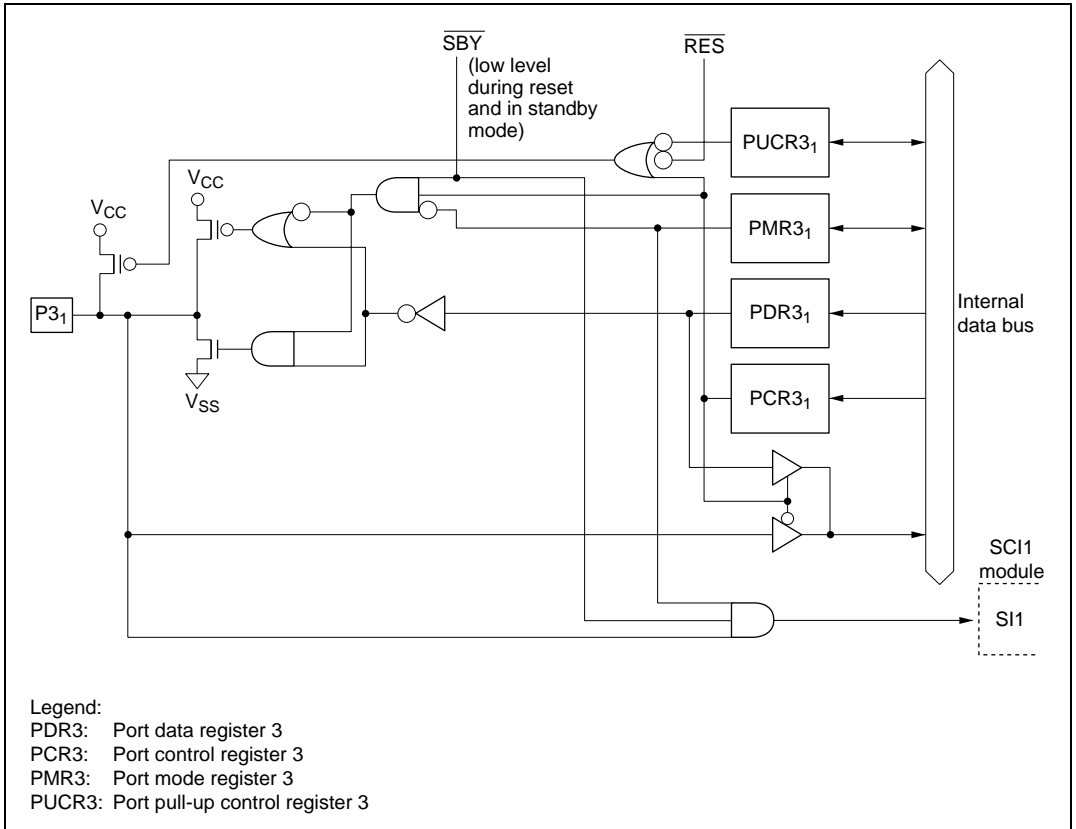 SBY
(low level
during reset
and in standby
mode)
RES
PUCR3₁
VCC
VCC
PMR3₁
P3₁
PDR3₁
Internal
data bus
VSS
PCR3₁
SCI1
module
SI1
Legend:
PDR3: Port data register 3
PCR3: Port control register 3
PMR3: Port mode register 3
PUCR3: Port pull-up control register 3